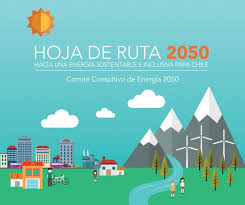 HOJA DE RUTA 2050
HACIA UNA ENERGÍA SUSTENTABLE E INCLUSIVA PARA CHILE
Comité Consultivo de Energía 2050